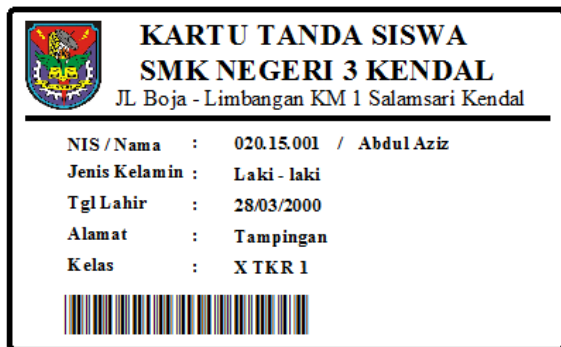 KARTU TANDA SISWA
SMK NEGERI 3 KENDAL
JL Boja - Limbangan KM 1 Salamsari Kendal
NIS / Nama : 020.15.001 / Abdul Aziz
Jenis Kelamin : Laki - laki
Tgl Lahir : 28/03/2000
Alamat : Tampingan
Kelas : X TKR 1